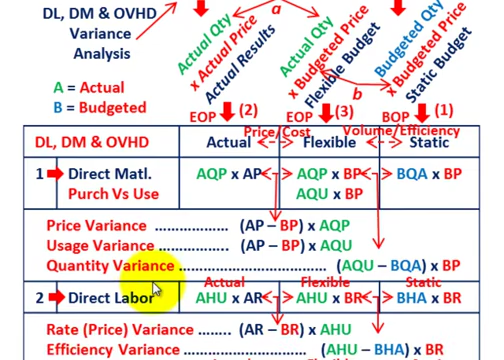 DL, DM & OVHD
Variance
Analysis
A = Actual
B = Budgeted
Actual Qty
x Actual Price
Actual Results
a
Actual Qty
x Budgeted Price
Flexible Budget
b
Budgeted Qty
x Budgeted Price
Static Budget
EOP (2) EOP (3) BOP (1)
Price/Cost Volume/Efficiency
DL, DM & OVHD Actual Flexible Static
1 Direct Matl. AQP x AP AQP x BP BQA x BP
Purch Vs Use AQU x BP
Price Variance .................. (AP – BP) x AQP
Usage Variance ................. (AP – BP) x AQU
Quantity Variance ............................... (AQU – BQA) x BP
Actual Flexible Static
2 Direct Labor AHU x AR AHU x BR BHA x BR
Rate (Price) Variance ........ (AR – BR) x AHU
Efficiency Variance .............................. (AHU – BHA) x BR